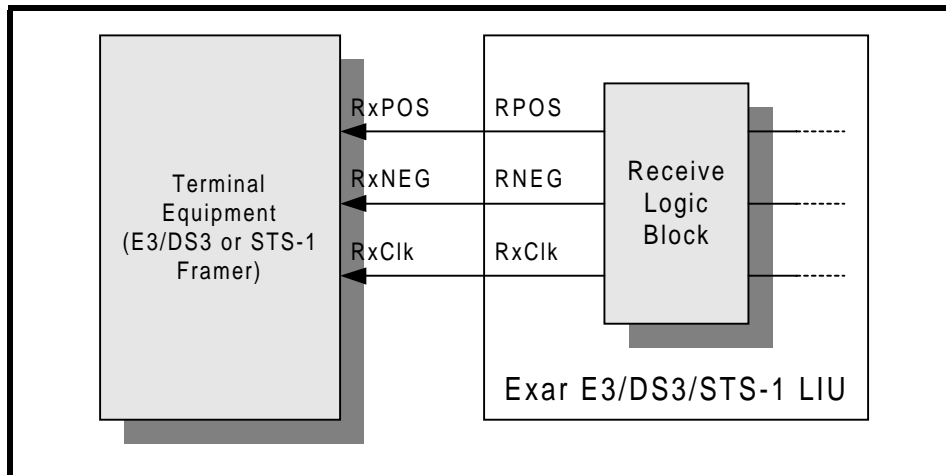 Terminal
Equipment
(E3/DS3 or STS-1
Framer)
RxPOS
RxNEG
RxClk
RPOS
RNEG
RxClk
Receive
Logic
Block
Exar E3/DS3/STS-1 LIU